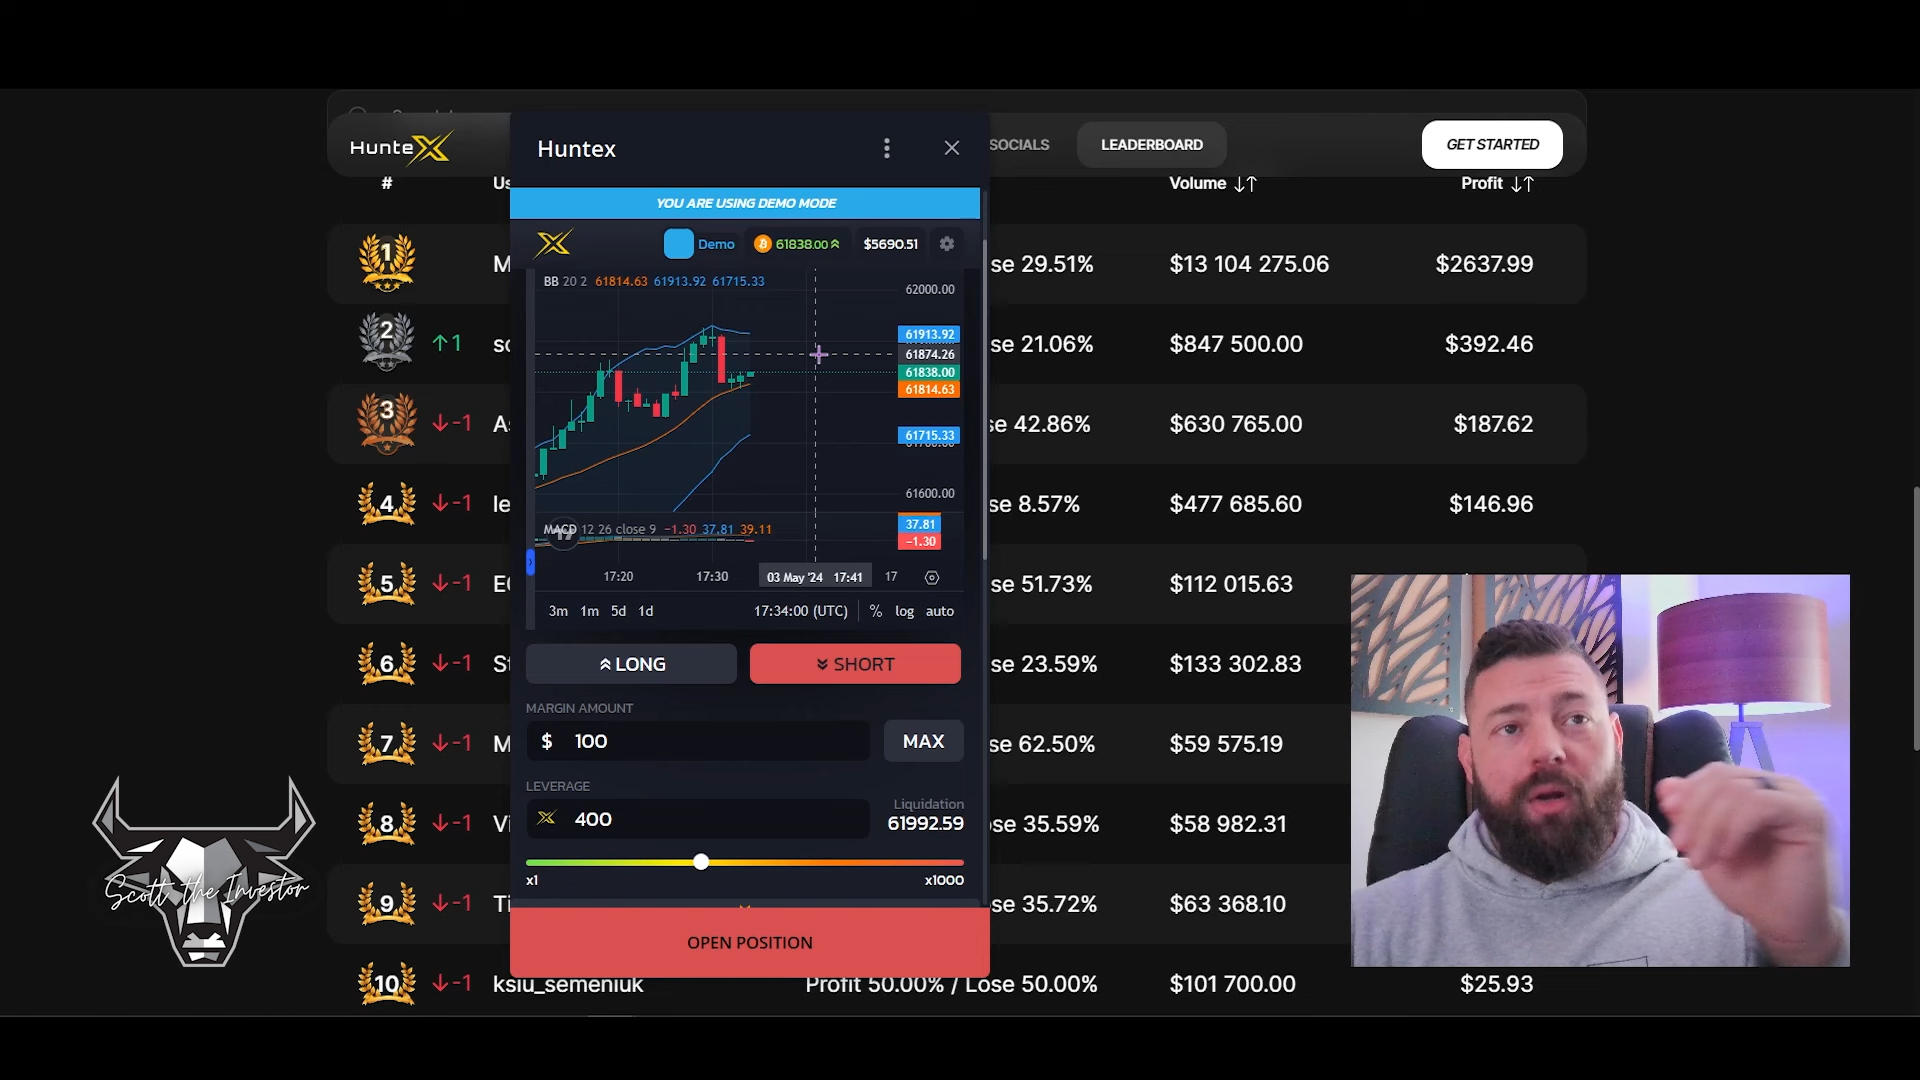 HunteX
Huntex
SOCIALS
LEADERBOARD
GET STARTED
#
Us
Volume ↓↑
Profit ↓↑
YOU ARE USING DEMO MODE
Demo
61838.00
$5690.51
BB 20 2 61814.63 61913.92 61715.33
62000.00
61913.92
61874.26
61838.00
61814.63
61715.33
61600.00
MACD 12 26 close 9 −1.30 37.81 39.11
37.81
−1.30
17:20
17:30
03 May '24 17:41
17
3m 1m 5d 1d
17:34:00 (UTC)
% log auto
LONG
SHORT
MARGIN AMOUNT
$ 100
MAX
LEVERAGE
400
Liquidation
61992.59
x1
x1000
OPEN POSITION
1 M se 29.51% $13 104 275.06 $2637.99
2 ↑1 so se 21.06% $847 500.00 $392.46
3 ↓-1 As se 42.86% $630 765.00 $187.62
4 ↓-1 le se 8.57% $477 685.60 $146.96
5 ↓-1 se 51.73% $112 015.63
6 ↓-1 St se 23.59% $133 302.83
7 ↓-1 M se 62.50% $59 575.19
8 ↓-1 Vi ose 35.59% $58 982.31
9 ↓-1 Ti ose 35.72% $63 368.10
10 ↓-1 ksiu_semeniuk Profit 50.00% / Lose 50.00% $101 700.00 $25.93
Scott the Investor